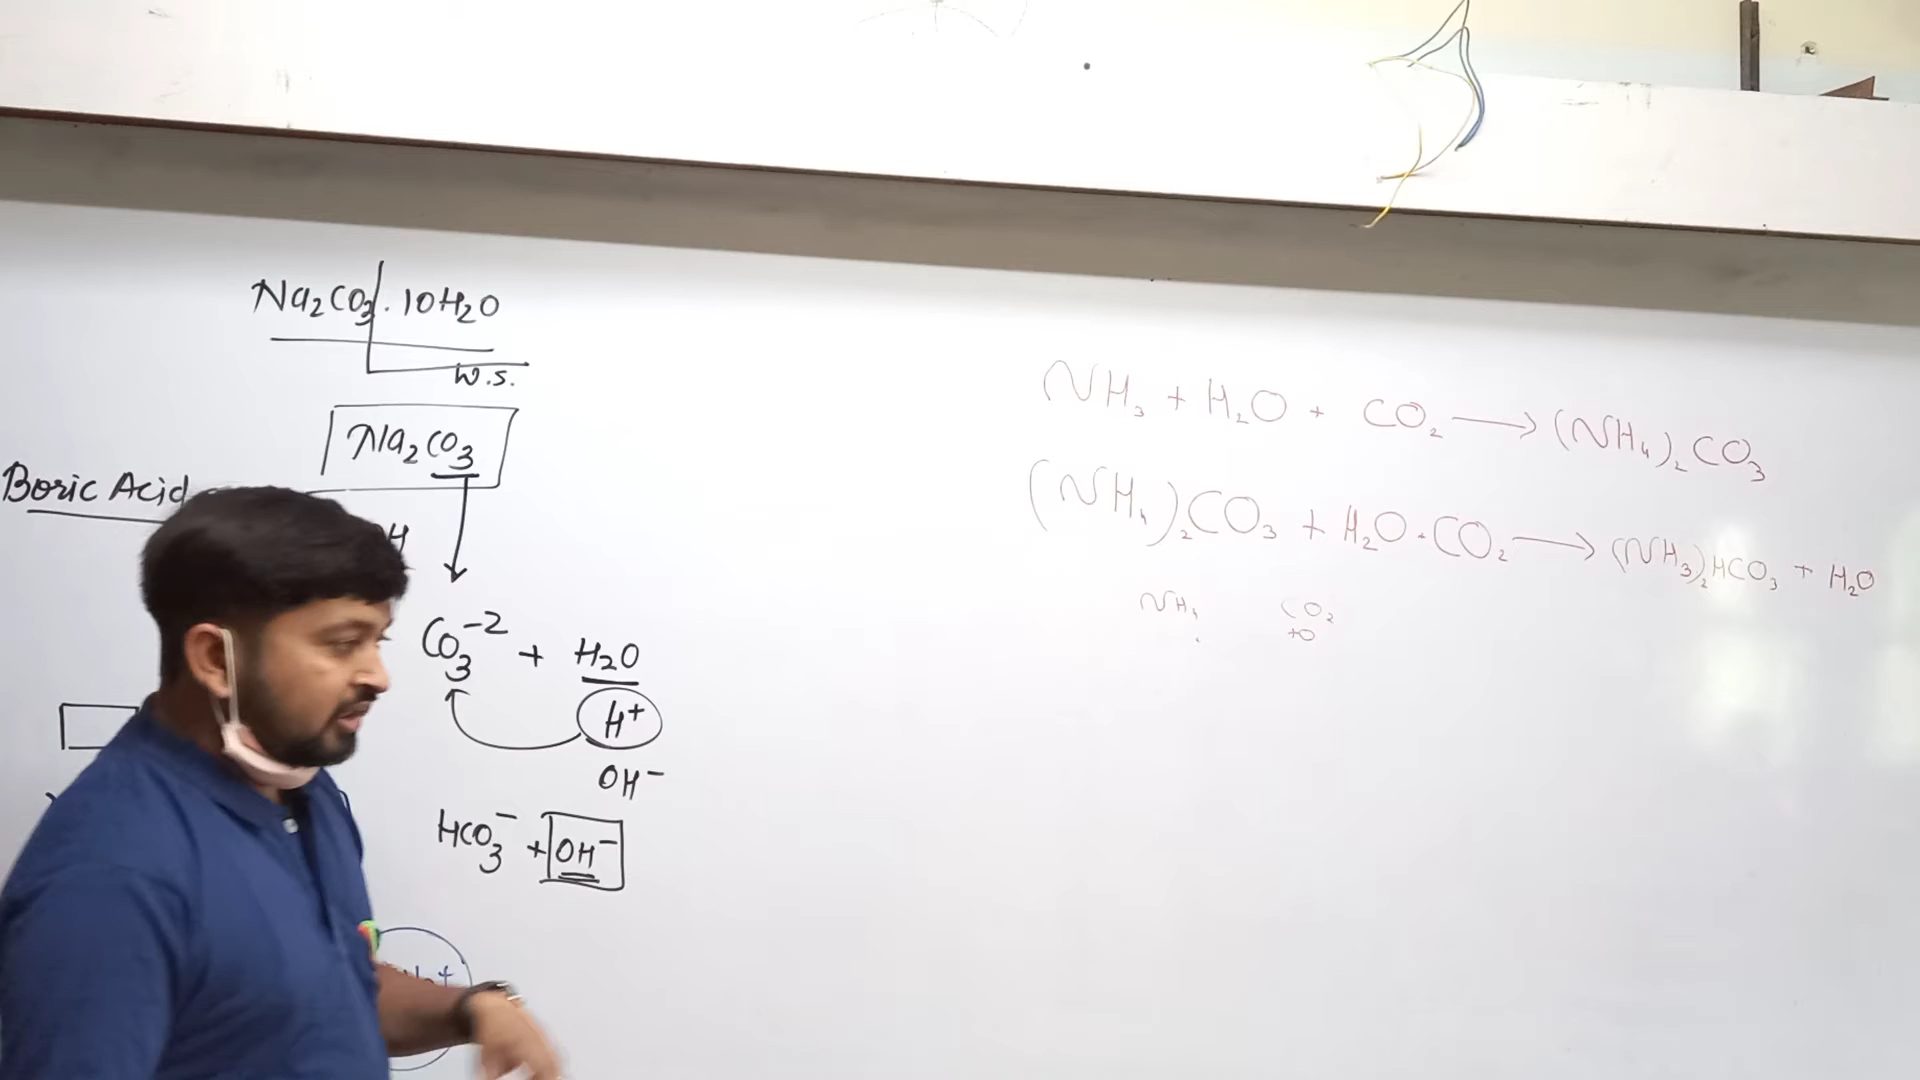 Na₂CO₃ . 10H₂O
W.S.
Na₂CO₃
Boric Acid
H
CO₃⁻² + H₂O
H⁺
OH⁻
HCO₃⁻ + OH⁻
NH₃ + H₂O + CO₂ ⟶ (NH₄)₂CO₃
(NH₄)₂CO₃ + H₂O . CO₂ ⟶ (NH₃)₂HCO₃ + H₂O
NH₄ CO₂